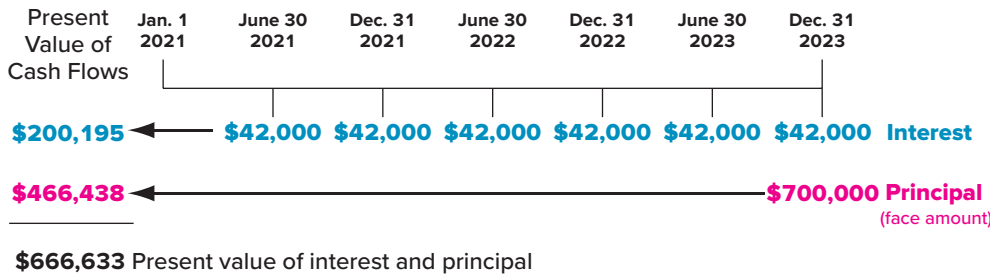 Present
Value of
Cash Flows
Jan. 1 June 30 Dec. 31 June 30 Dec. 31 June 30 Dec. 31
2021 2021 2021 2022 2022 2023 2023
$200,195 $42,000 $42,000 $42,000 $42,000 $42,000 $42,000 Interest
$466,438 $700,000 Principal
(face amount)
$666,633 Present value of interest and principal